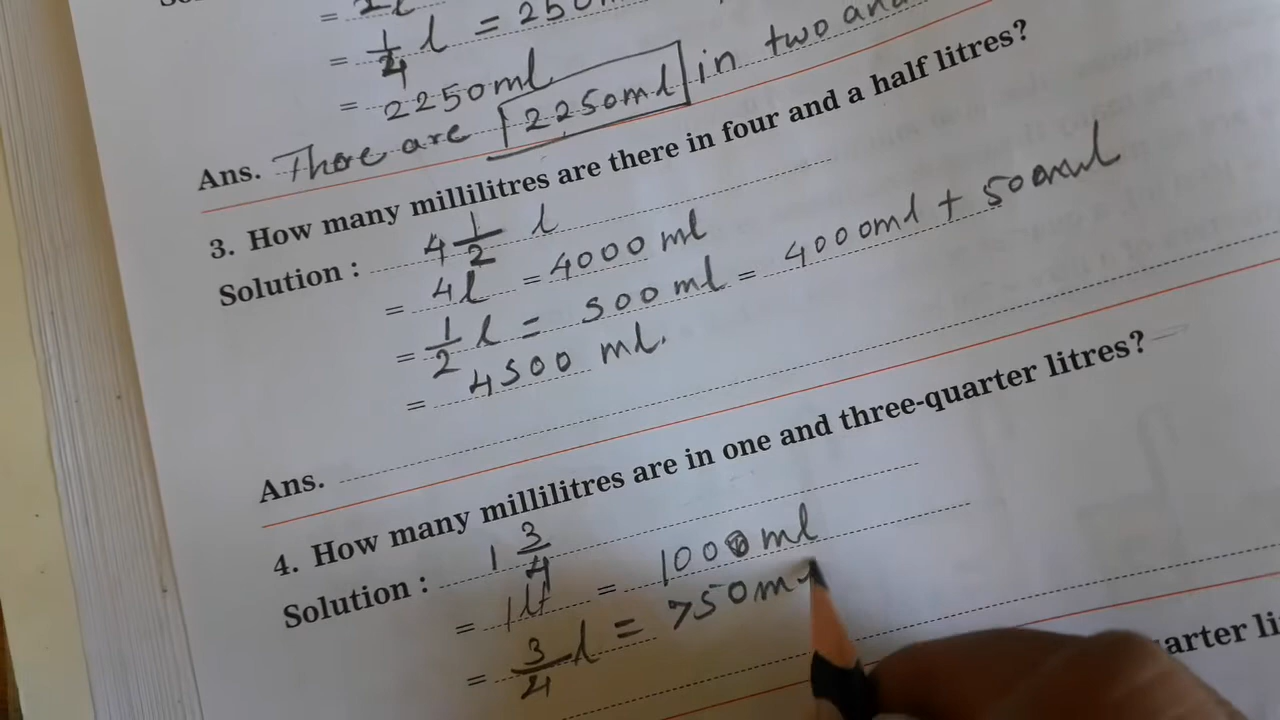 = 1/4 l = 250
= 2250ml
Ans. There are 2250ml in two and
3. How many millilitres are there in four and a half litres?
Solution : 4 1/2 l
= 4l = 4000 ml
= 1/2 l = 500 ml = 4000ml + 500ml
= 4500 ml.
Ans.
4. How many millilitres are in one and three-quarter litres?
Solution : 1 3/4
= 1lt = 1000 ml
= 3/4 l = 750m
arter li